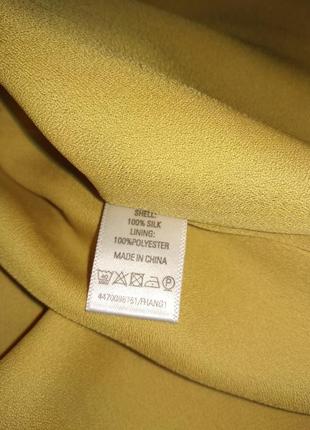 SHELL:
100% SILK
LINING:
100%POLYESTER
MADE IN CHINA